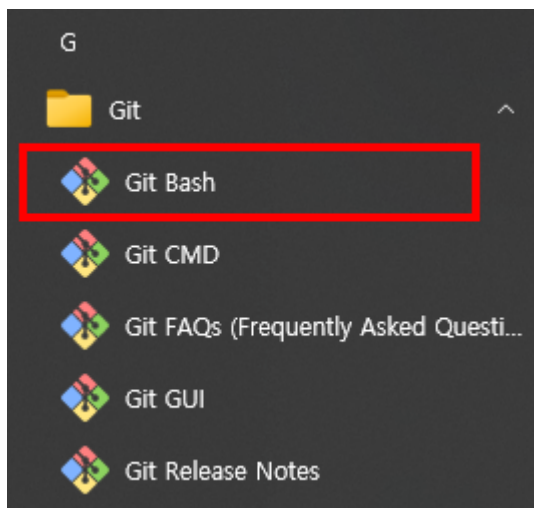 G
Git
Git Bash
Git CMD
Git FAQs (Frequently Asked Questi...
Git GUI
Git Release Notes